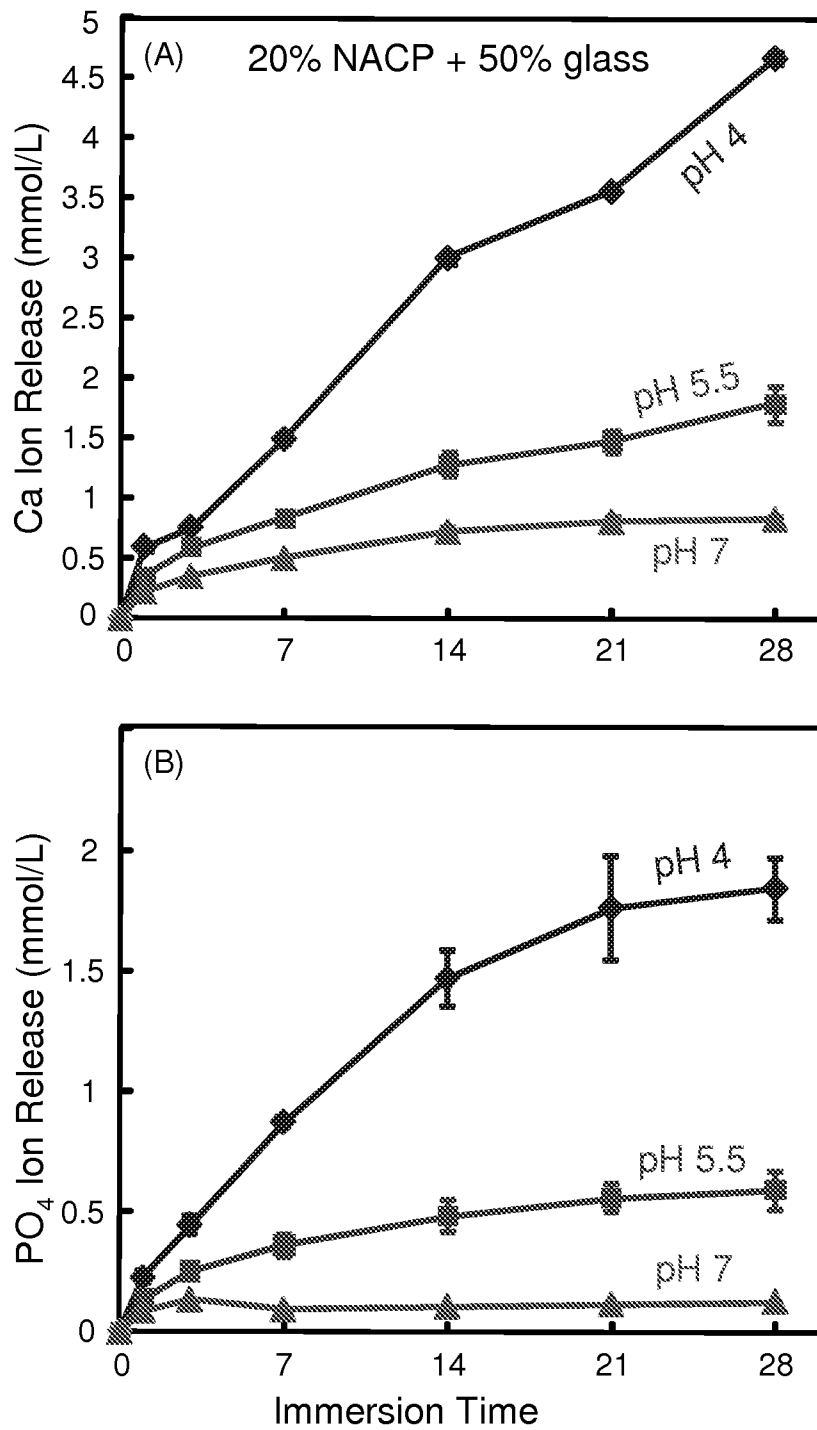 (A) 20% NACP + 50% glass
5
4.5
4
3.5
3
2.5
2
1.5
1
0.5
0
Ca Ion Release (mmol/L)
pH 4
pH 5.5
pH 7
0 7 14 21 28
(B)
2
1.5
1
0.5
0
PO4 Ion Release (mmol/L)
pH 4
pH 5.5
pH 7
0 7 14 21 28
Immersion Time